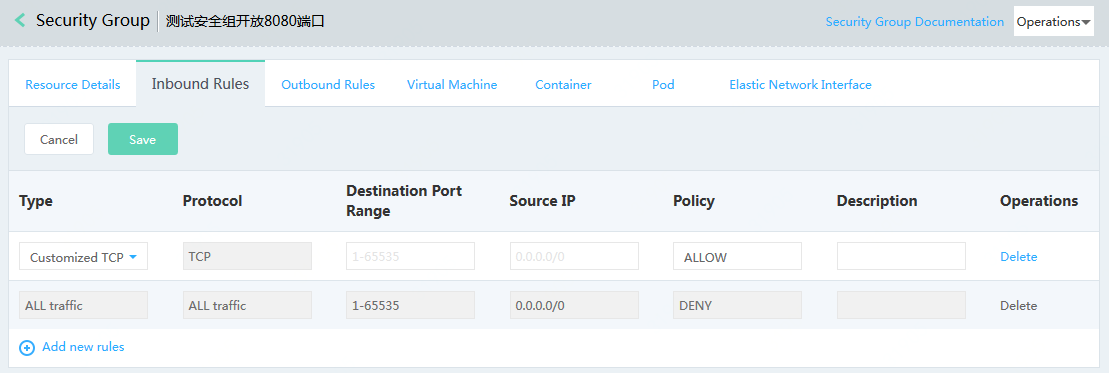 Security Group 测试安全组开放8080端口 Security Group Documentation Operations
Resource Details Inbound Rules Outbound Rules Virtual Machine Container Pod Elastic Network Interface
Cancel Save
Type Protocol Destination Port Range Source IP Policy Description Operations
Customized TCP TCP 1-65535 0.0.0.0/0 ALLOW Delete
ALL traffic ALL traffic 1-65535 0.0.0.0/0 DENY Delete
Add new rules